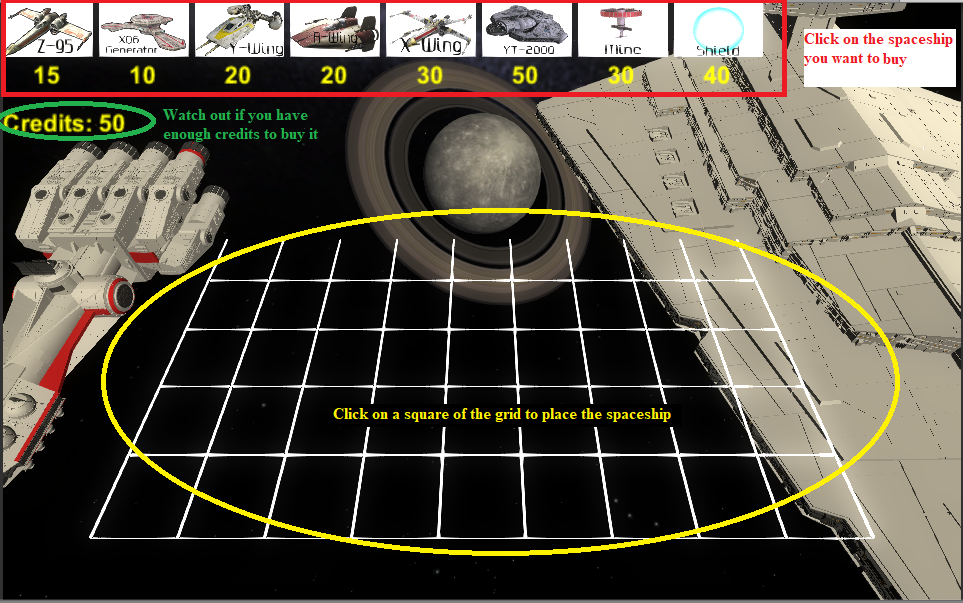 Z-95
XQ6
Generator
Y-Wing
A-Wing
X-Wing
YT-2000
Mine
Shield
15 10 20 20 30 50 30 40
Click on the spaceship
you want to buy
Credits: 50
Watch out if you have
enough credits to buy it
Click on a square of the grid to place the spaceship